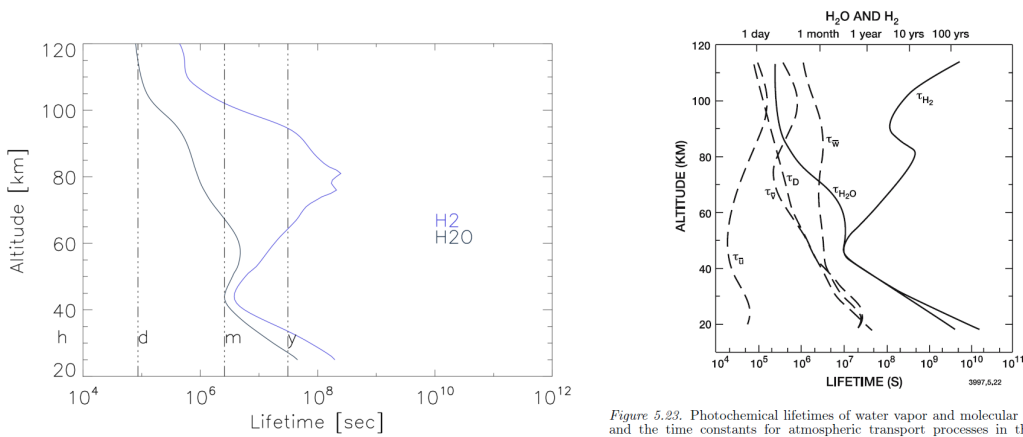 120
100
80
60
40
20
Altitude [km]
H2
H2O
h
d
m
y
10^4
10^6
10^8
10^10
10^12
Lifetime [sec]
H₂O AND H₂
1 day
1 month
1 year
10 yrs
100 yrs
120
100
80
60
40
20
ALTITUDE (KM)
τH₂
τw̄
τD
τv̄
τH₂O
τū
10^4
10^5
10^6
10^7
10^8
10^9
10^10
10^11
LIFETIME (S)
3997,5,22
Figure 5.23. Photochemical lifetimes of water vapor and molecular
and the time constants for atmospheric transport processes in th